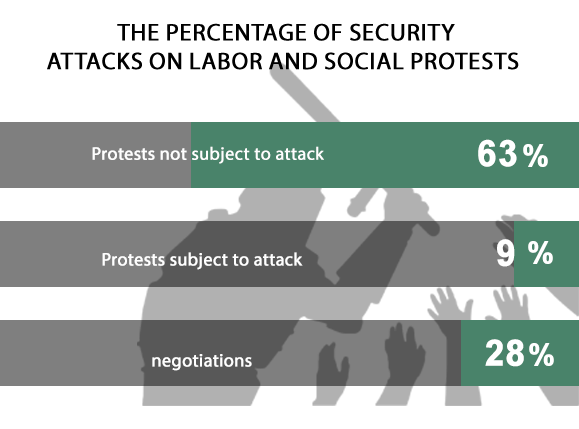 THE PERCENTAGE OF SECURITY
ATTACKS ON LABOR AND SOCIAL PROTESTS
Protests not subject to attack 63%
Protests subject to attack 9 %
negotiations 28%